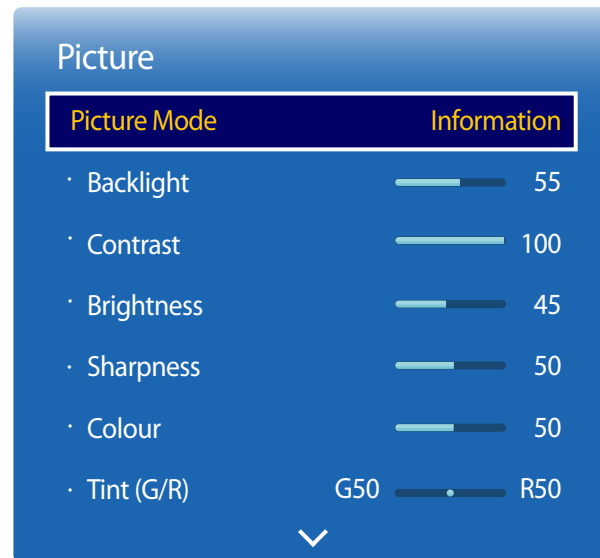 Picture
Picture Mode Information
· Backlight 55
· Contrast 100
· Brightness 45
· Sharpness 50
· Colour 50
· Tint (G/R) G50 R50